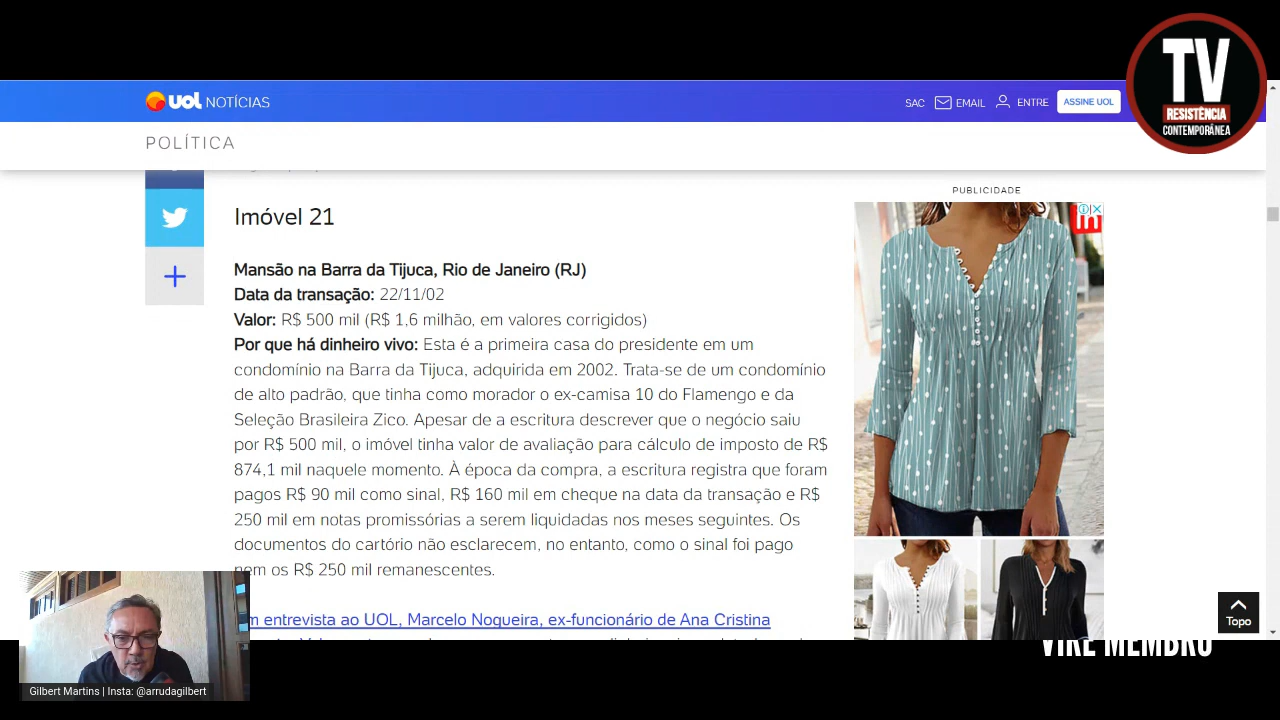 TV
RESISTÊNCIA
CONTEMPORÂNEA
UOL NOTÍCIAS
SAC EMAIL ENTRE ASSINE UOL
POLÍTICA
PUBLICIDADE
Imóvel 21
Mansão na Barra da Tijuca, Rio de Janeiro (RJ)
Data da transação: 22/11/02
Valor: R$ 500 mil (R$ 1,6 milhão, em valores corrigidos)
Por que há dinheiro vivo: Esta é a primeira casa do presidente em um
condomínio na Barra da Tijuca, adquirida em 2002. Trata-se de um condomínio
de alto padrão, que tinha como morador o ex-camisa 10 do Flamengo e da
Seleção Brasileira Zico. Apesar de a escritura descrever que o negócio saiu
por R$ 500 mil, o imóvel tinha valor de avaliação para cálculo de imposto de R$
874,1 mil naquele momento. À época da compra, a escritura registra que foram
pagos R$ 90 mil como sinal, R$ 160 mil em cheque na data da transação e R$
250 mil em notas promissórias a serem liquidadas nos meses seguintes. Os
documentos do cartório não esclarecem, no entanto, como o sinal foi pago
nem os R$ 250 mil remanescentes.
m entrevista ao UOL, Marcelo Nogueira, ex-funcionário de Ana Cristina
Topo
VIRE MEMBRO
Gilbert Martins | Insta: @arrudagilbert